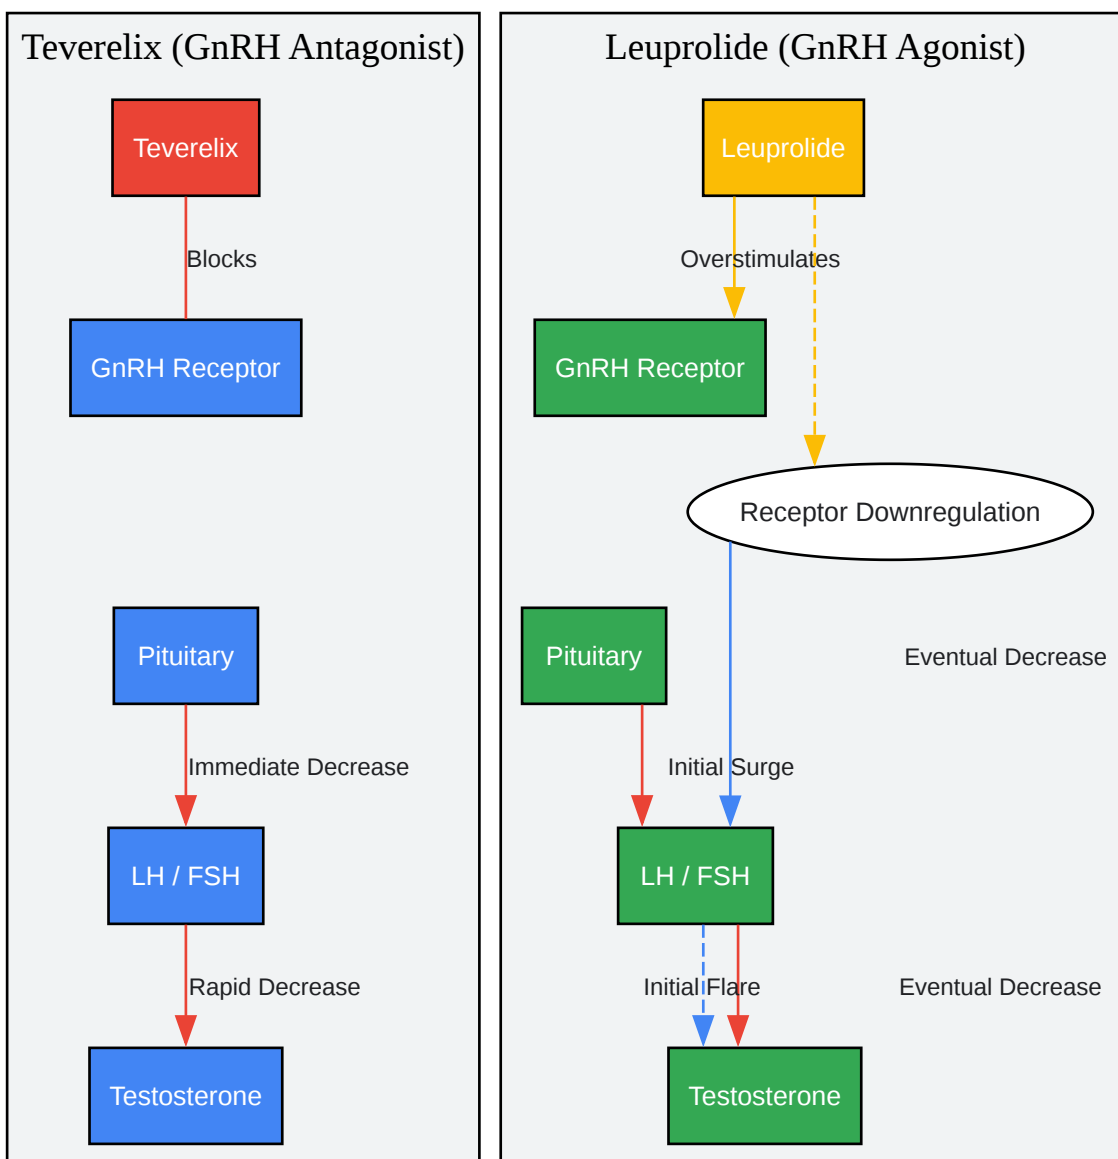 Teverelix (GnRH Antagonist)
Teverelix
Blocks
GnRH Receptor
Pituitary
Immediate Decrease
LH / FSH
Rapid Decrease
Testosterone
Leuprolide (GnRH Agonist)
Leuprolide
Overstimulates
GnRH Receptor
Receptor Downregulation
Pituitary
Eventual Decrease
Initial Surge
LH / FSH
Initial Flare
Eventual Decrease
Testosterone